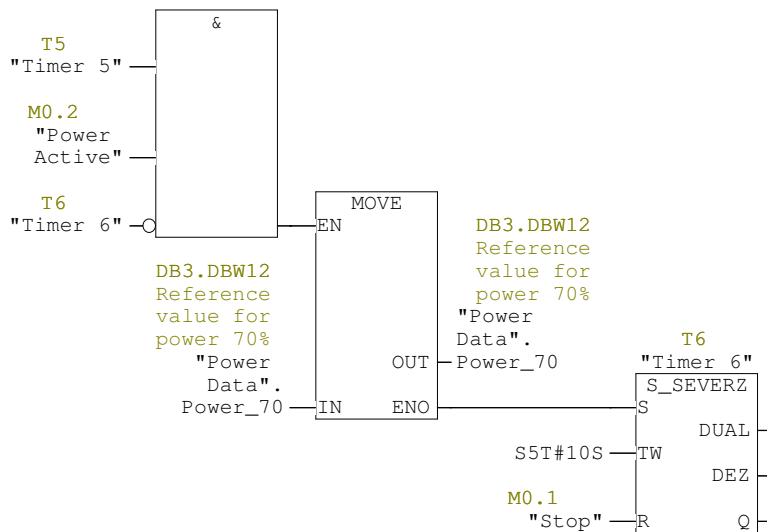 &
T5
"Timer 5"
M0.2
"Power
Active"
T6
"Timer 6"
MOVE
EN
DB3.DBW12
Reference
value for
power 70%
"Power
Data".
Power_70
IN
DB3.DBW12
Reference
value for
power 70%
"Power
Data".
Power_70
OUT
ENO
T6
"Timer 6"
S_SEVERZ
S
DUAL
S5T#10S
TW
DEZ
M0.1
"Stop"
R
Q